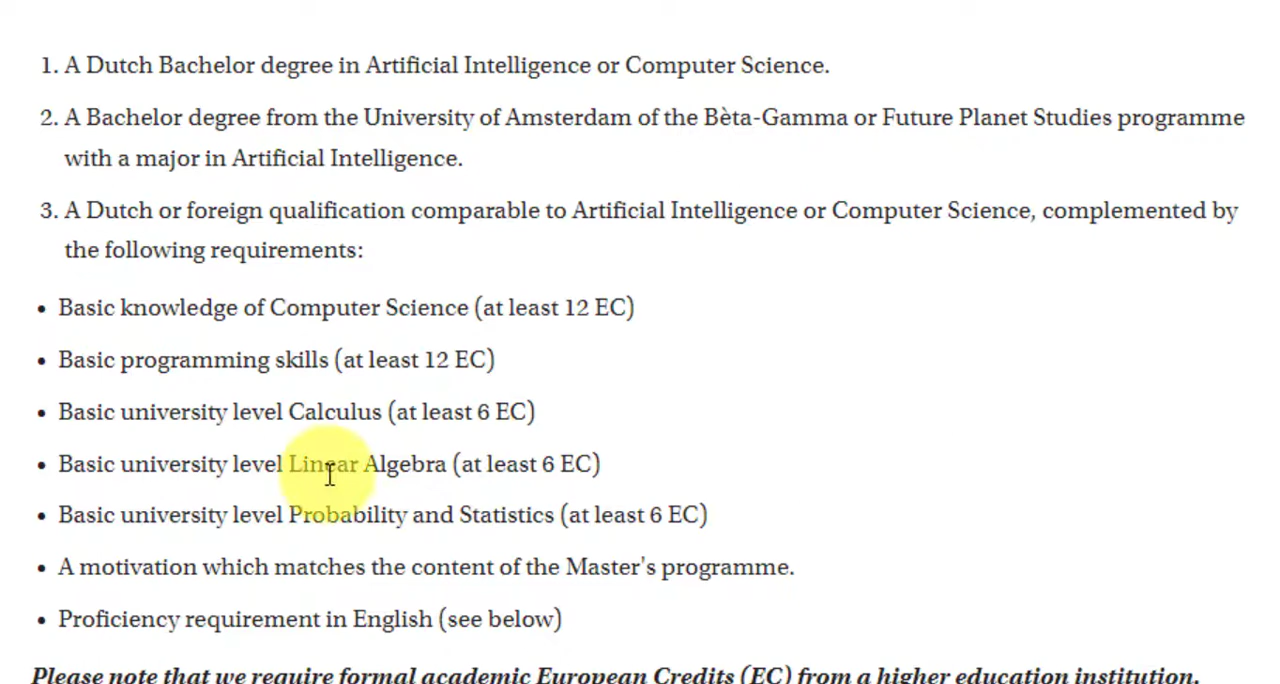 1. A Dutch Bachelor degree in Artificial Intelligence or Computer Science.
2. A Bachelor degree from the University of Amsterdam of the Bèta-Gamma or Future Planet Studies programme
with a major in Artificial Intelligence.
3. A Dutch or foreign qualification comparable to Artificial Intelligence or Computer Science, complemented by
the following requirements:
• Basic knowledge of Computer Science (at least 12 EC)
• Basic programming skills (at least 12 EC)
• Basic university level Calculus (at least 6 EC)
• Basic university level Linear Algebra (at least 6 EC)
• Basic university level Probability and Statistics (at least 6 EC)
• A motivation which matches the content of the Master's programme.
• Proficiency requirement in English (see below)
Please note that we require formal academic European Credits (EC) from a higher education institution.